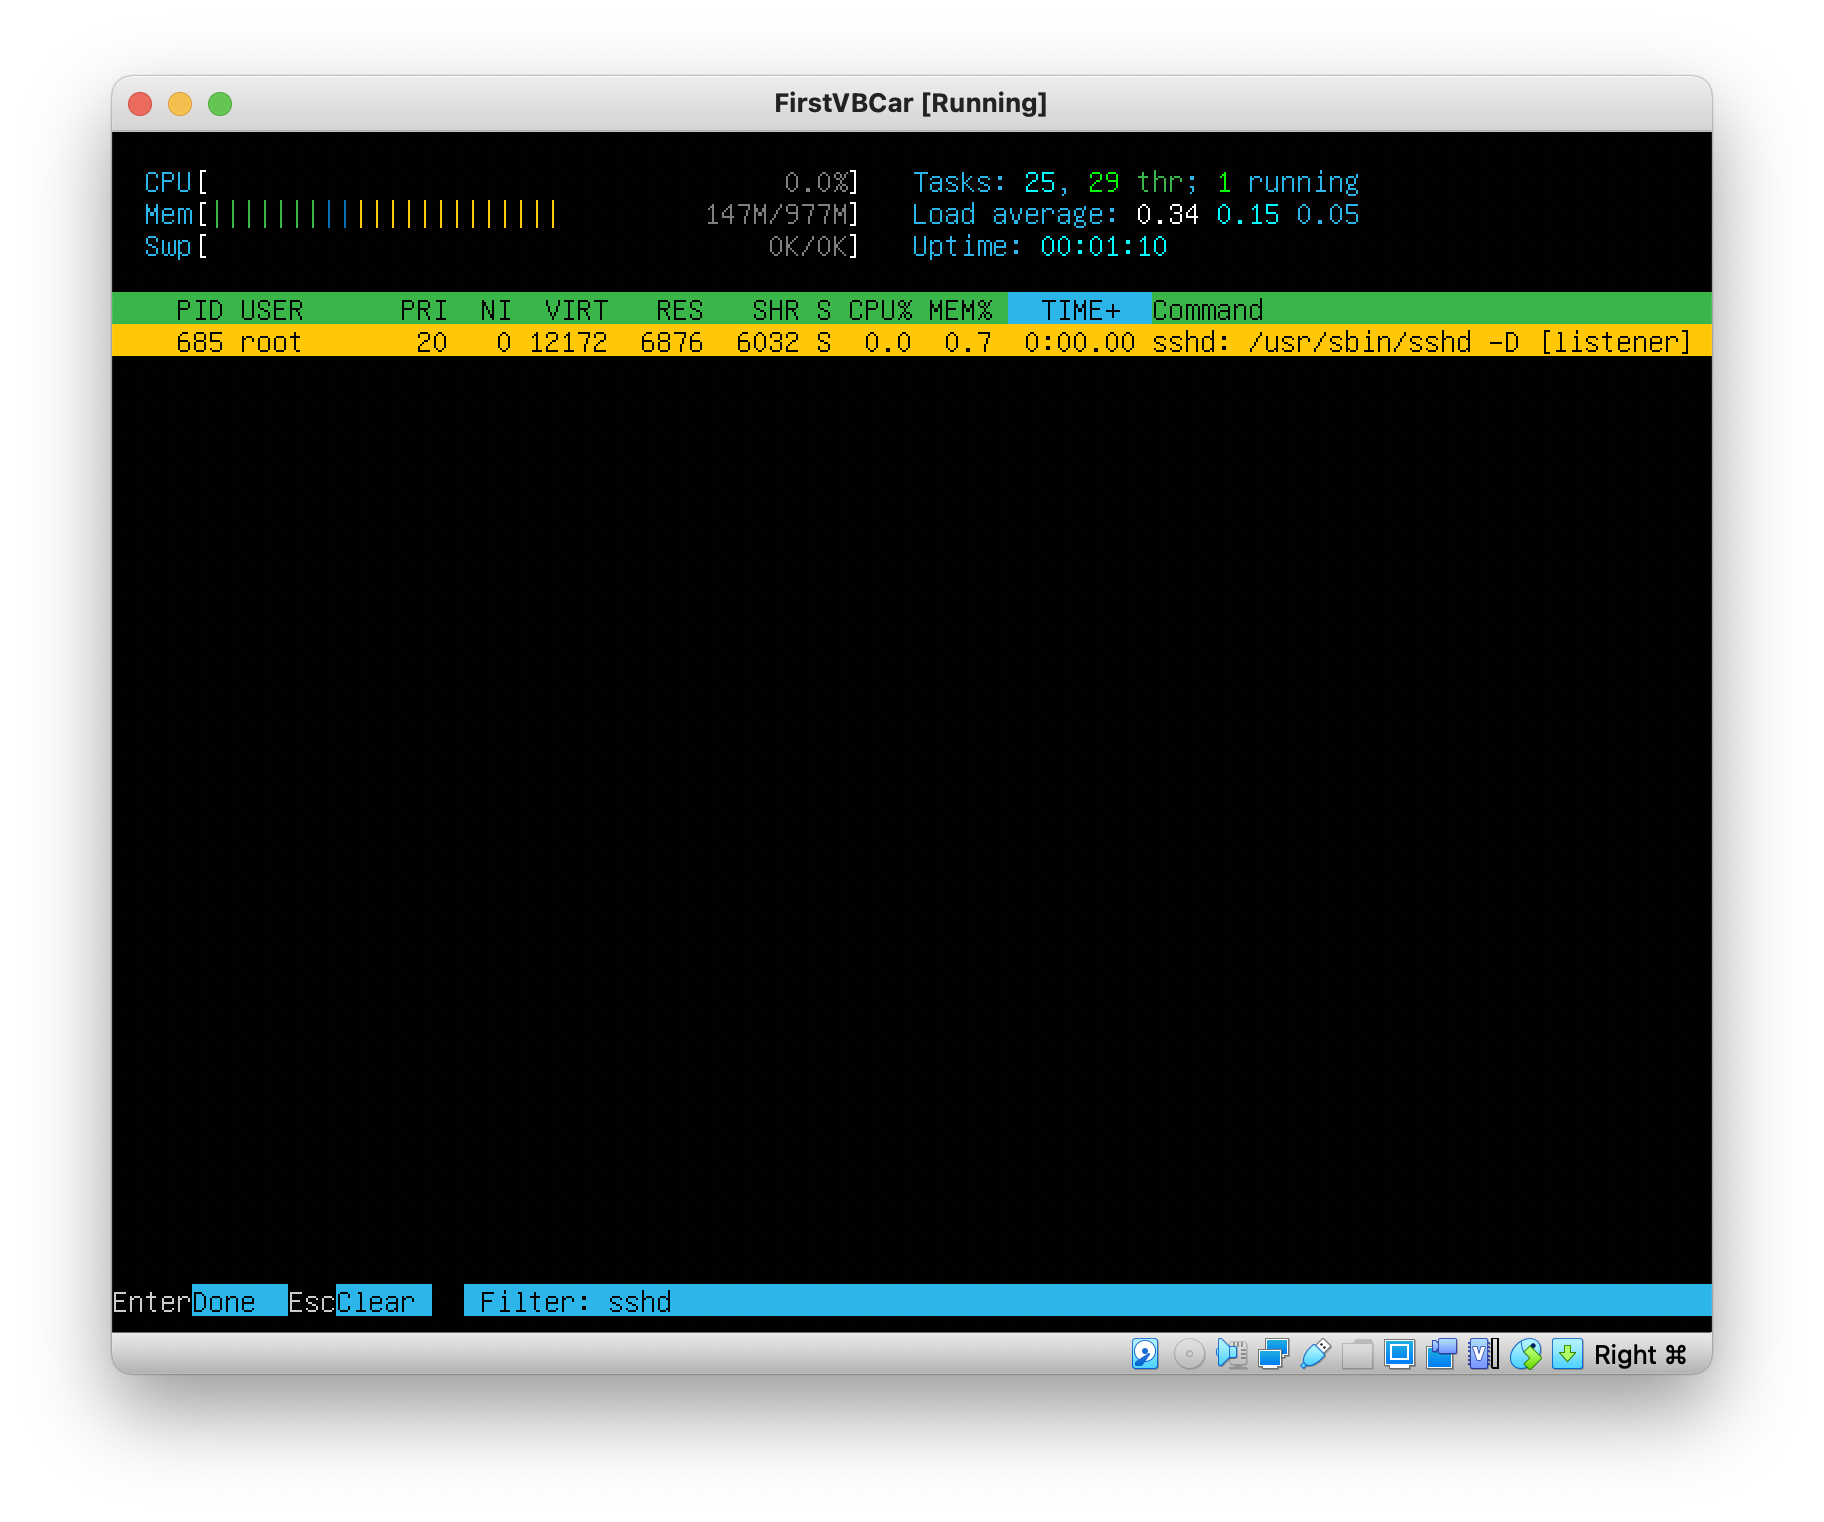 FirstVBCar [Running]
CPU[ 0.0%] Tasks: 25, 29 thr; 1 running
Mem[|||||||||||||||||||||| 147M/977M] Load average: 0.34 0.15 0.05
Swp[ 0K/0K] Uptime: 00:01:10
PID USER PRI NI VIRT RES SHR S CPU% MEM% TIME+ Command
685 root 20 0 12172 6876 6032 S 0.0 0.7 0:00.00 sshd: /usr/sbin/sshd -D [listener]
EnterDone EscClear Filter: sshd
Right ⌘